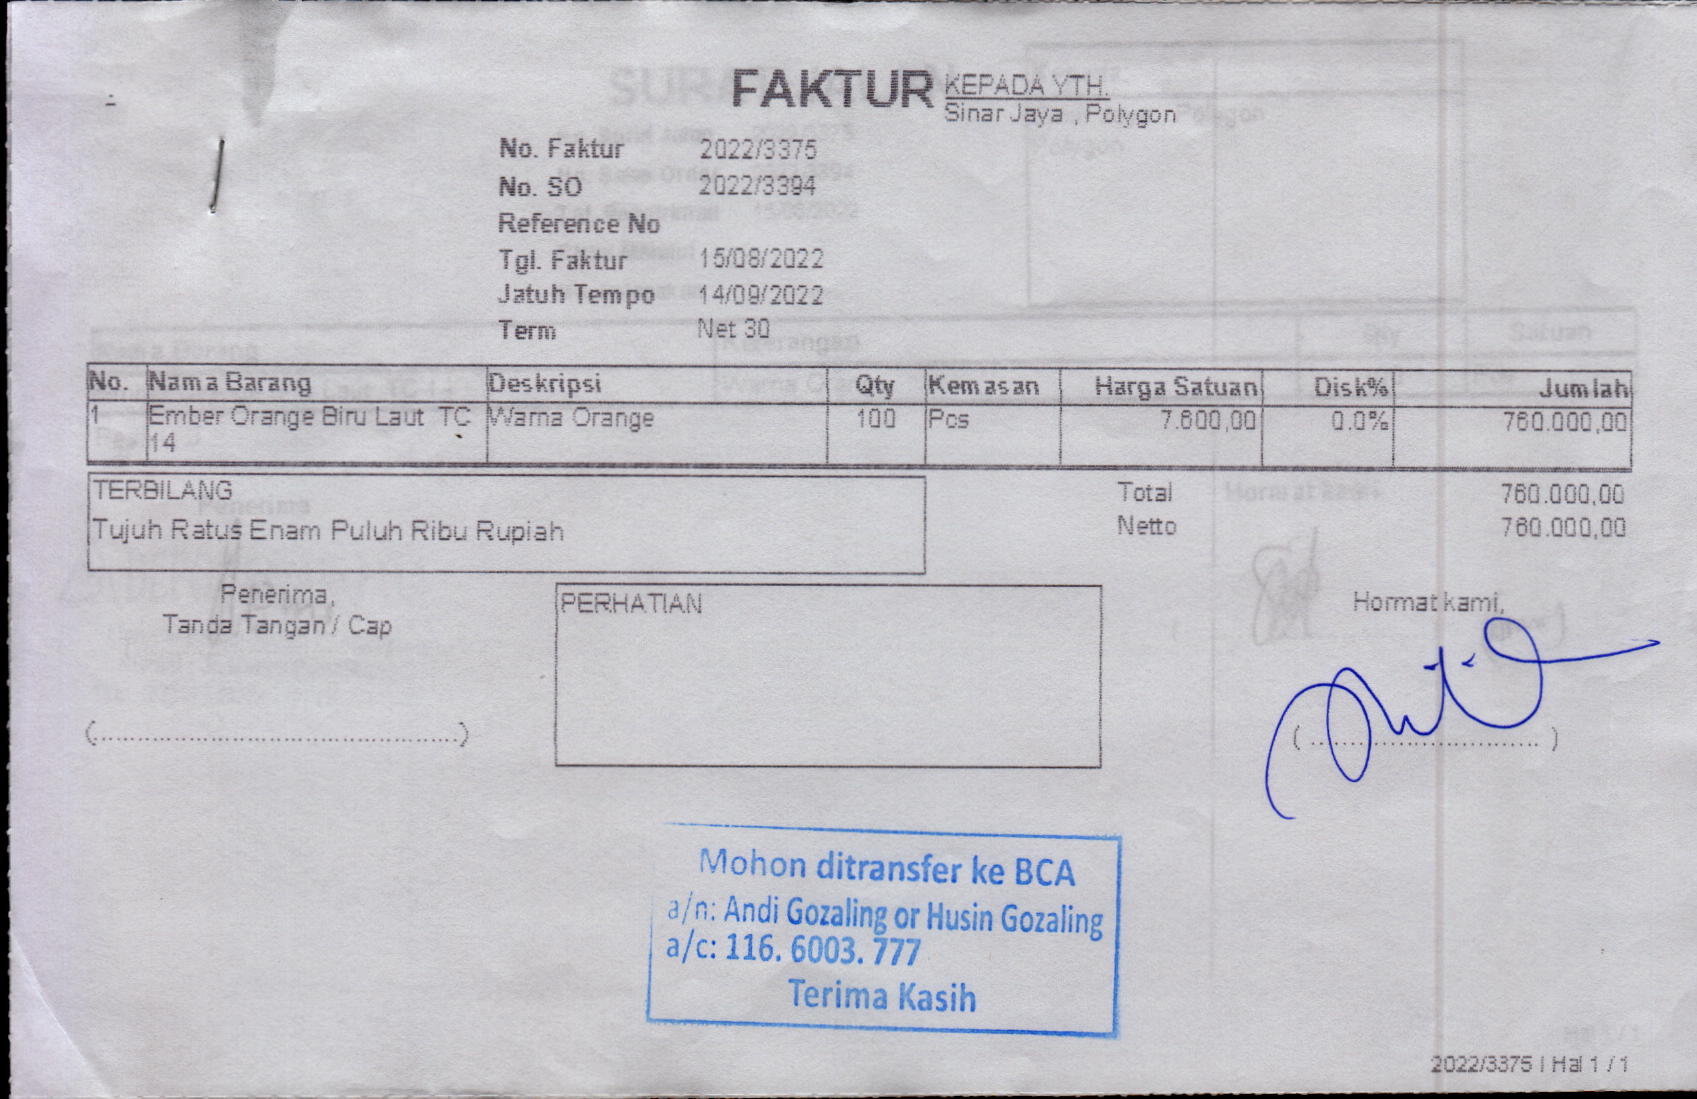 FAKTUR
KEPADA YTH.
Sinar Jaya , Polygon
No. Faktur 2022/3375
No. SO 2022/3394
Reference No
Tgl. Faktur 15/08/2022
Jatuh Tempo 14/09/2022
Term Net 30
No. Nama Barang Deskripsi Qty Kemasan Harga Satuan Disk% Jumlah
1 Ember Orange Biru Laut TC Warna Orange 100 Pcs 7.600,00 0.0% 760.000,00
14
TERBILANG
Tujuh Ratus Enam Puluh Ribu Rupiah
Total 760.000,00
Netto 760.000,00
Penerima,
Tanda Tangan / Cap
(................................................)
PERHATIAN
Hormat kami,
( ............................... )
Mohon ditransfer ke BCA
a/n: Andi Gozaling or Husin Gozaling
a/c: 116. 6003. 777
Terima Kasih
2022/3375 | Hal 1 / 1